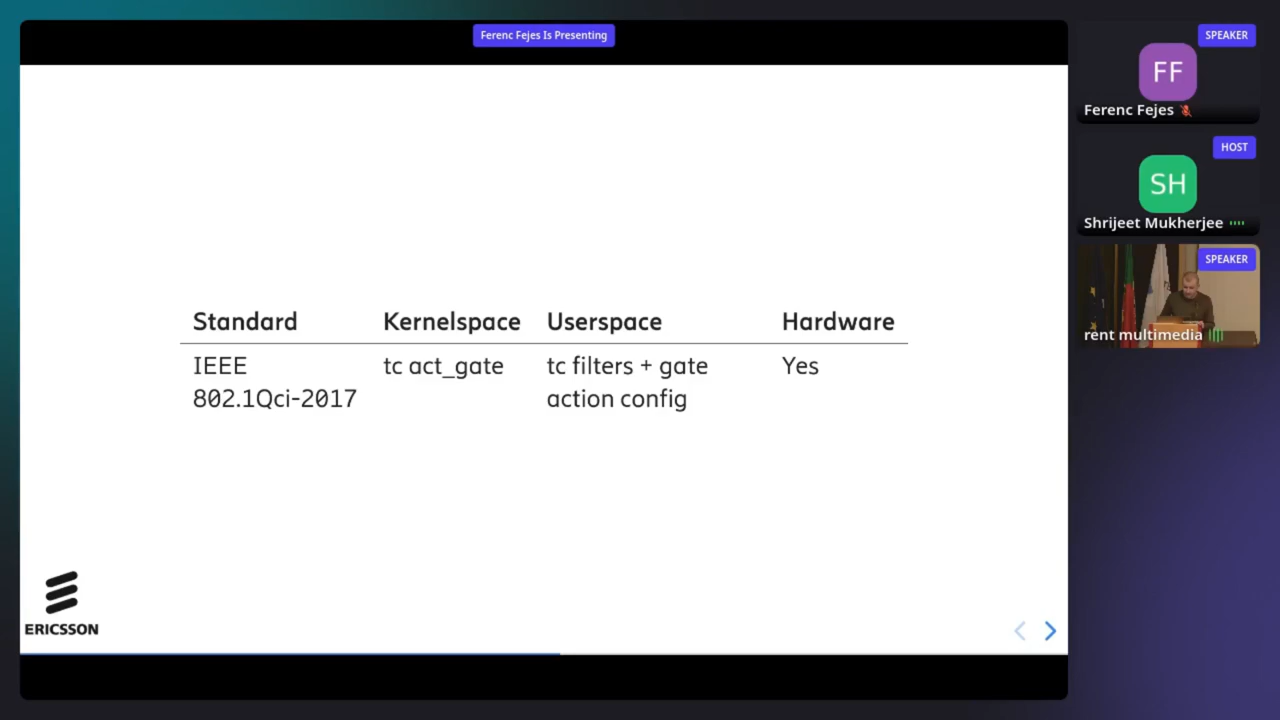 Ferenc Fejes Is Presenting
Standard Kernelspace Userspace Hardware
IEEE tc act_gate tc filters + gate Yes
802.1Qci-2017 action config
ERICSSON
SPEAKER
FF
Ferenc Fejes
HOST
SH
Shrijeet Mukherjee
SPEAKER
rent multimedia